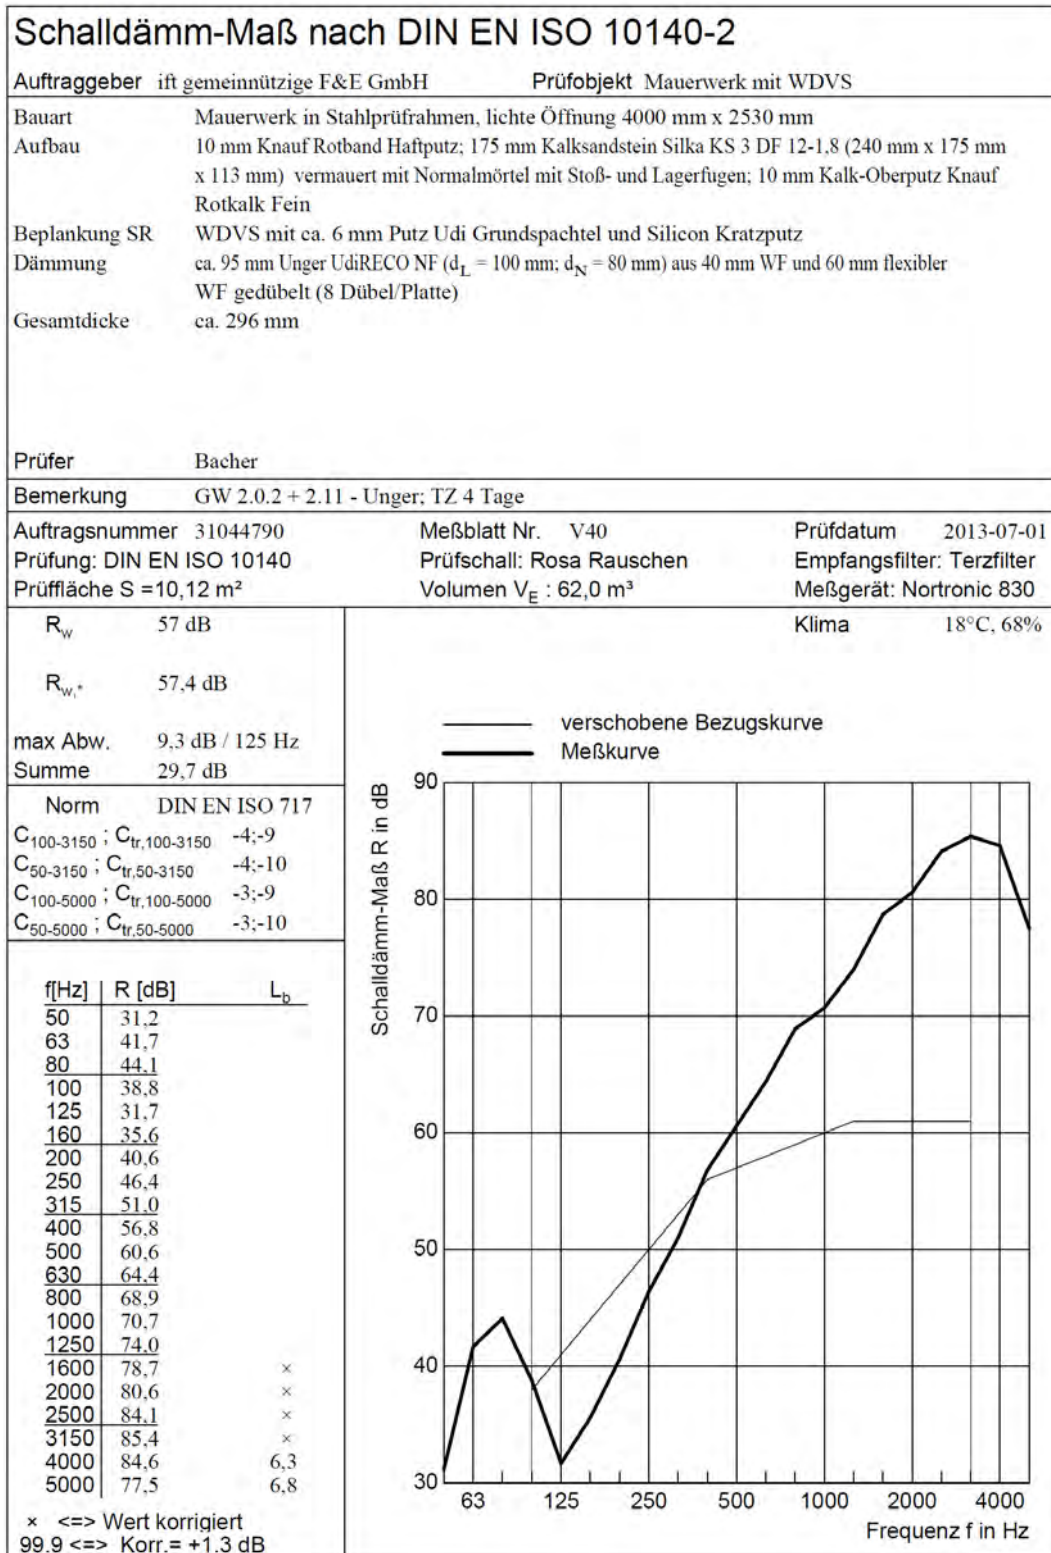 Schalldämm-Maß nach DIN EN ISO 10140-2
Auftraggeber ift gemeinnützige F&E GmbH Prüfobjekt Mauerwerk mit WDVS
Bauart Mauerwerk in Stahlprüfrahmen, lichte Öffnung 4000 mm x 2530 mm
Aufbau 10 mm Knauf Rotband Haftputz; 175 mm Kalksandstein Silka KS 3 DF 12-1,8 (240 mm x 175 mm
x 113 mm) vermauert mit Normalmörtel mit Stoß- und Lagerfugen; 10 mm Kalk-Oberputz Knauf
Rotkalk Fein
Beplankung SR WDVS mit ca. 6 mm Putz Udi Grundspachtel und Silicon Kratzputz
Dämmung ca. 95 mm Unger UdiRECO NF (dL = 100 mm; dN = 80 mm) aus 40 mm WF und 60 mm flexibler
WF gedübelt (8 Dübel/Platte)
Gesamtdicke ca. 296 mm
Prüfer Bacher
Bemerkung GW 2.0.2 + 2.11 - Unger; TZ 4 Tage
Auftragsnummer 31044790 Meßblatt Nr. V40 Prüfdatum 2013-07-01
Prüfung: DIN EN ISO 10140 Prüfschall: Rosa Rauschen Empfangsfilter: Terzfilter
Prüffläche S =10,12 m² Volumen VE : 62,0 m³ Meßgerät: Nortronic 830
Rw 57 dB
Klima 18°C, 68%
Rw,* 57,4 dB
max Abw. 9,3 dB / 125 Hz
Summe 29,7 dB
Norm DIN EN ISO 717
C100-3150 ; Ctr,100-3150 -4;-9
C50-3150 ; Ctr,50-3150 -4;-10
C100-5000 ; Ctr,100-5000 -3;-9
C50-5000 ; Ctr,50-5000 -3;-10
f[Hz] R [dB] Lb
50 31,2
63 41,7
80 44,1
100 38,8
125 31,7
160 35,6
200 40,6
250 46,4
315 51,0
400 56,8
500 60,6
630 64,4
800 68,9
1000 70,7
1250 74,0
1600 78,7 ×
2000 80,6 ×
2500 84,1 ×
3150 85,4 ×
4000 84,6 6,3
5000 77,5 6,8
× <=> Wert korrigiert
99,9 <=> Korr.= +1,3 dB
verschobene Bezugskurve
Meßkurve
Schalldämm-Maß R in dB
90
80
70
60
50
40
30
63 125 250 500 1000 2000 4000
Frequenz f in Hz